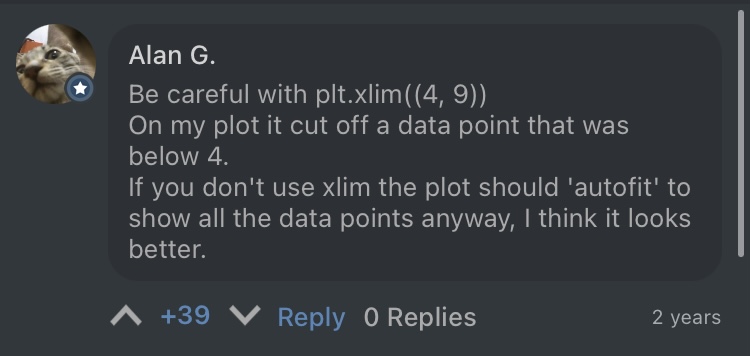 Alan G.
Be careful with plt.xlim((4, 9))
On my plot it cut off a data point that was
below 4.
If you don't use xlim the plot should 'autofit' to
show all the data points anyway, I think it looks
better.
+39 Reply 0 Replies 2 years